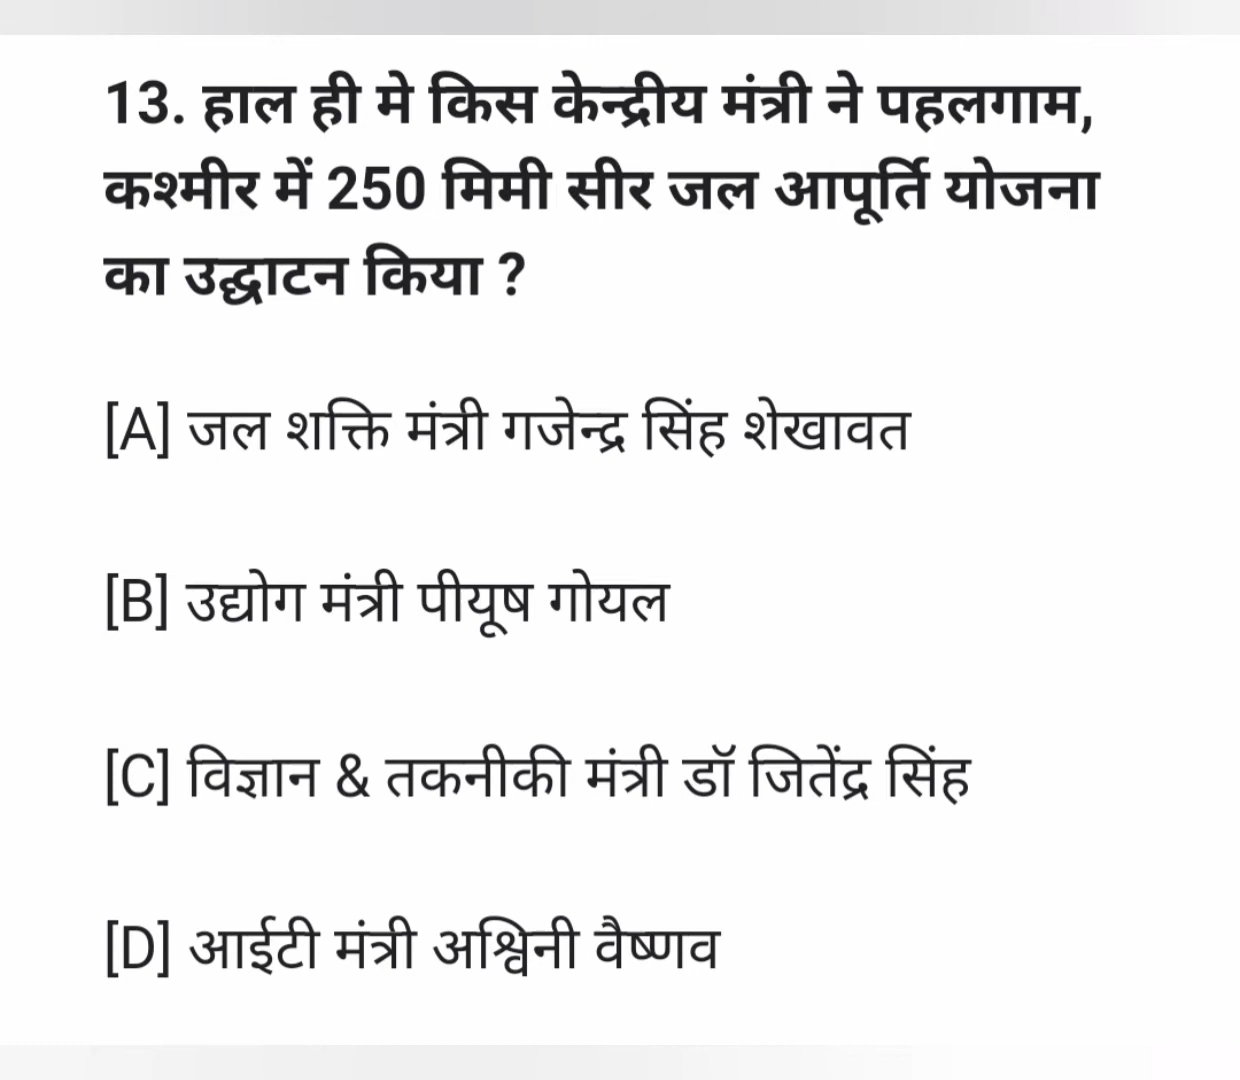 13. हाल ही मे किस केन्द्रीय मंत्री ने पहलगाम,
कश्मीर में 250 मिमी सीर जल आपूर्ति योजना
का उद्घाटन किया ?
[A] जल शक्ति मंत्री गजेन्द्र सिंह शेखावत
[B] उद्योग मंत्री पीयूष गोयल
[C] विज्ञान & तकनीकी मंत्री डॉ जितेंद्र सिंह
[D] आईटी मंत्री अश्विनी वैष्णव